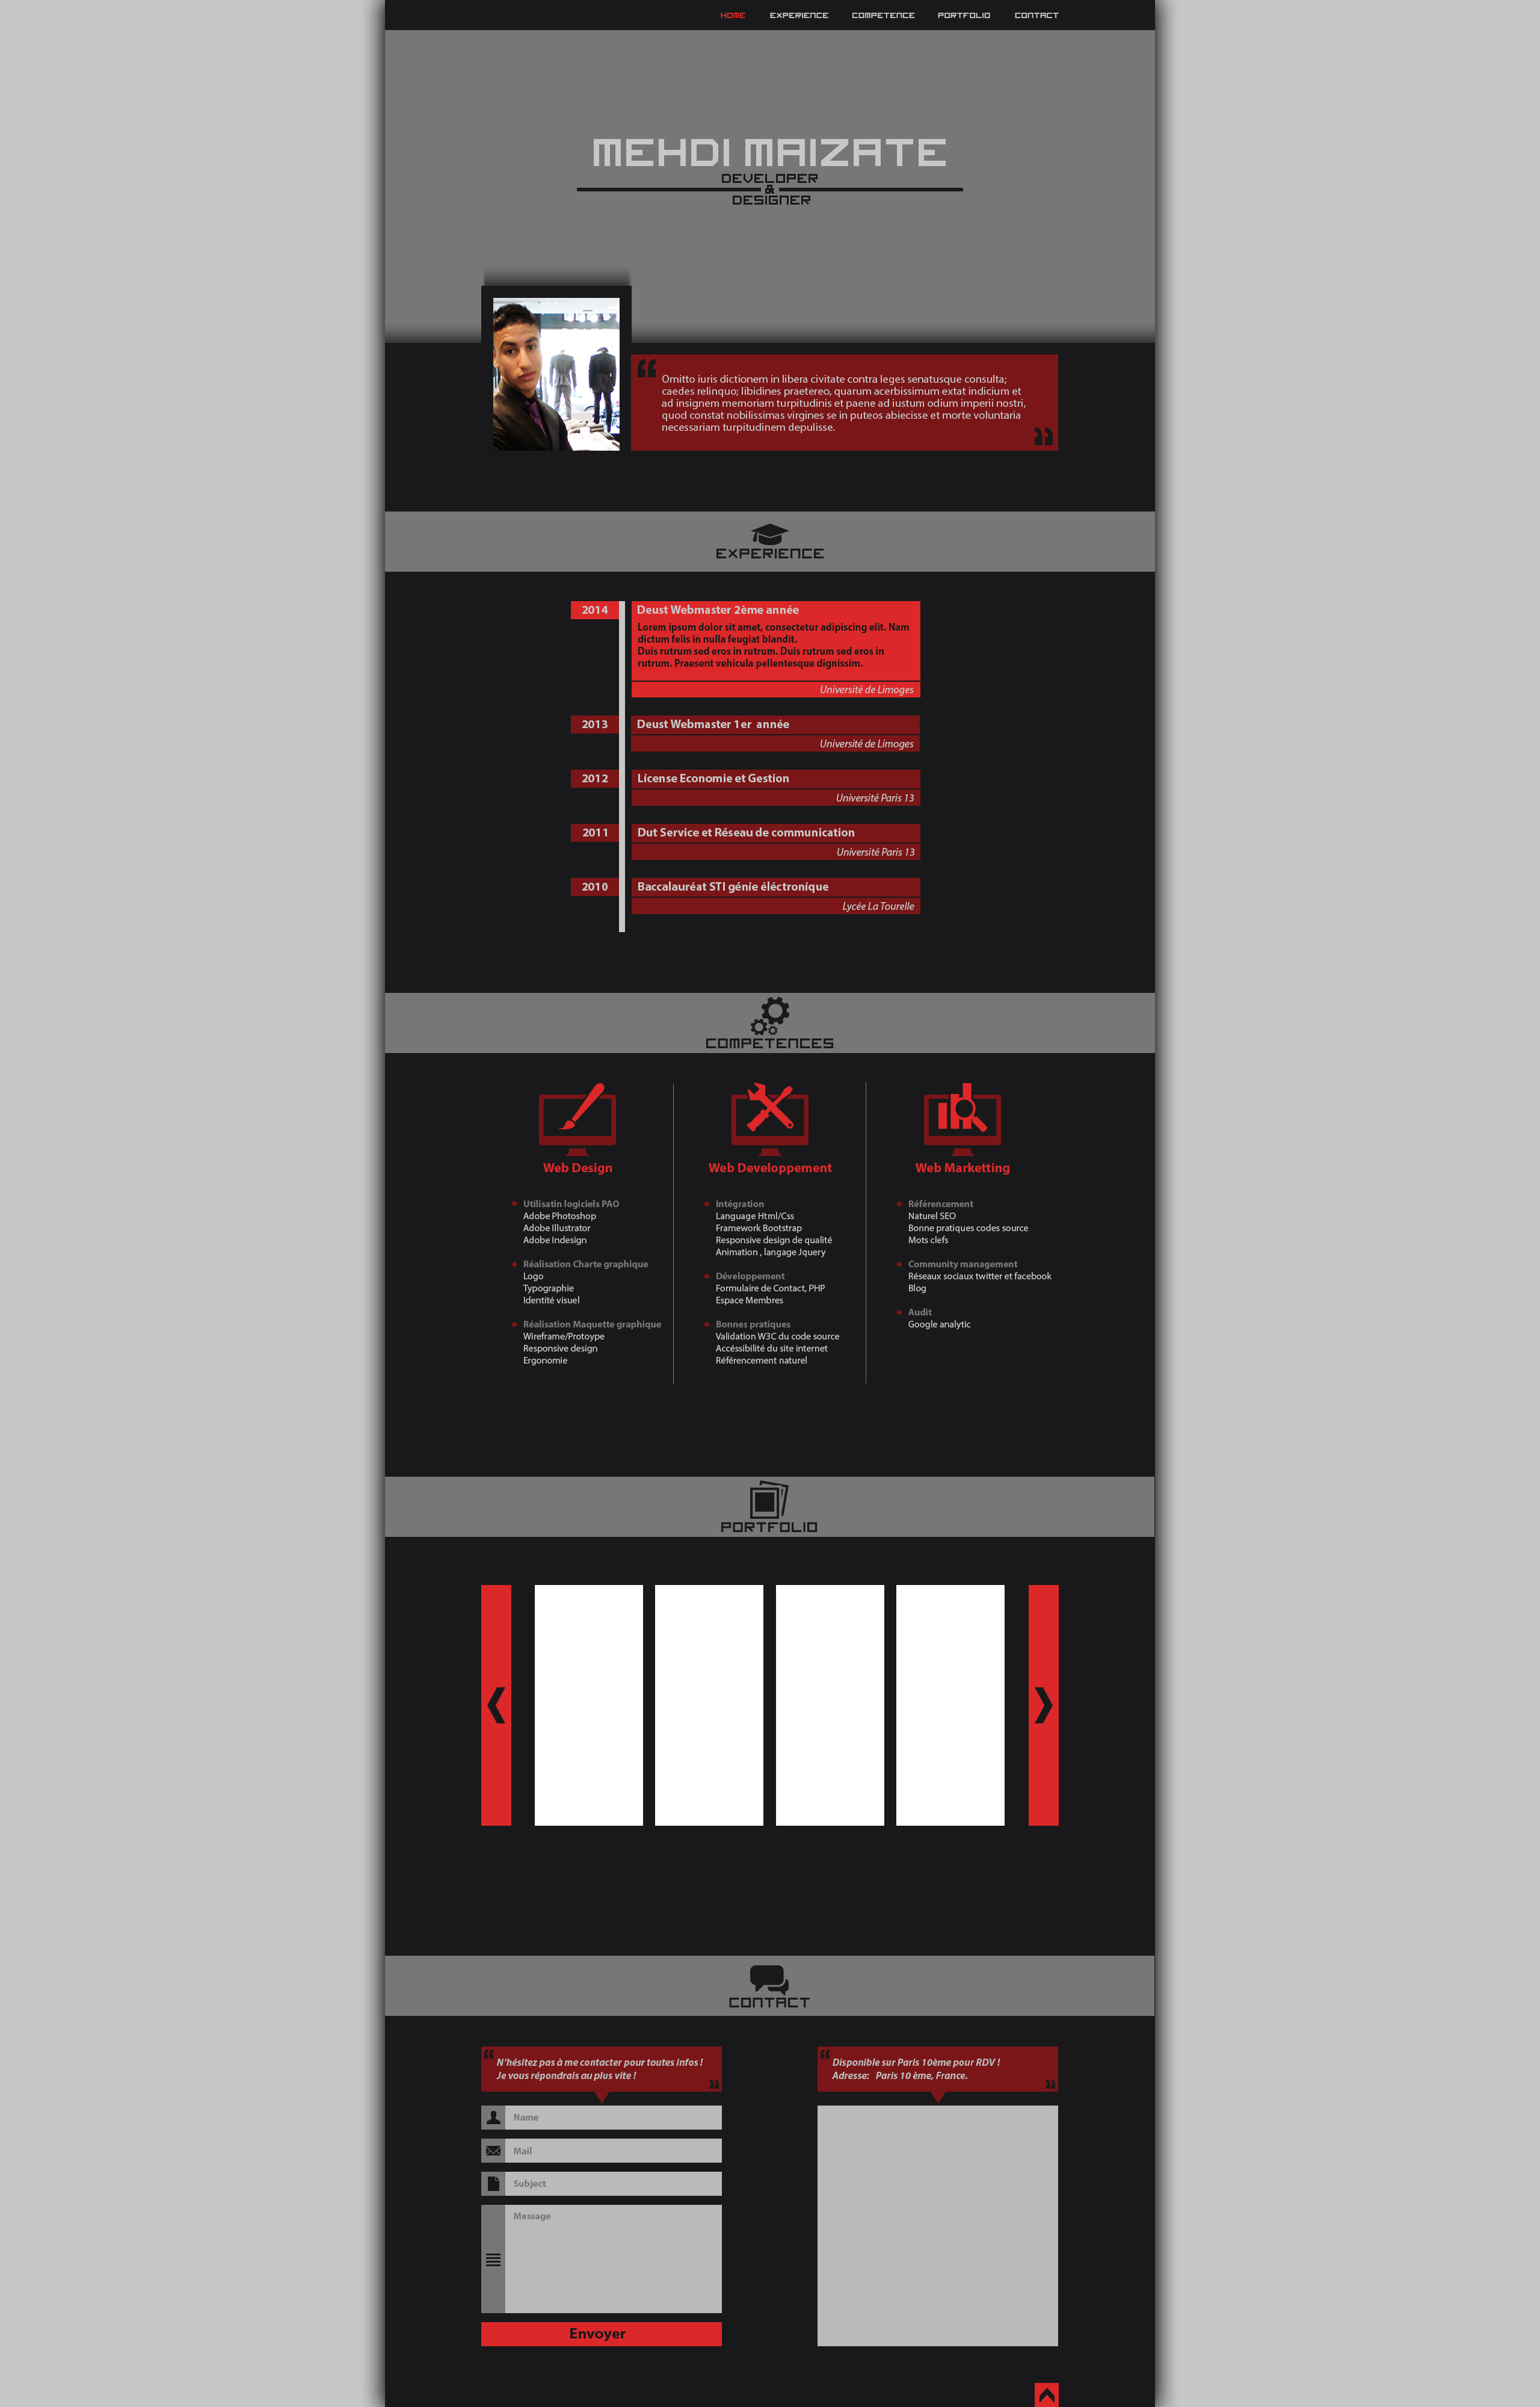 HOME EXPERIENCE COMPETENCE PORTFOLIO CONTACT
MEHDI MAIZATE
DEVELOPER
&
DESIGNER
“
Omitto iuris dictionem in libera civitate contra leges senatusque consulta;
caedes relinquo; libidines praetereo, quarum acerbissimum extat indicium et
ad insignem memoriam turpitudinis et paene ad iustum odium imperii nostri,
quod constat nobilissimas virgines se in puteos abiecisse et morte voluntaria
necessariam turpitudinem depulisse.
”
EXPERIENCE
2014
Deust Webmaster 2ème année
Lorem ipsum dolor sit amet, consectetur adipiscing elit. Nam
dictum felis in nulla feugiat blandit.
Duis rutrum sed eros in rutrum. Duis rutrum sed eros in
rutrum. Praesent vehicula pellentesque dignissim.
Université de Limoges
2013
Deust Webmaster 1er année
Université de Limoges
2012
License Economie et Gestion
Université Paris 13
2011
Dut Service et Réseau de communication
Université Paris 13
2010
Baccalauréat STI génie éléctronique
Lycée La Tourelle
COMPETENCES
Web Design
Utilisatin logiciels PAO
Adobe Photoshop
Adobe Illustrator
Adobe Indesign
Réalisation Charte graphique
Logo
Typographie
Identité visuel
Réalisation Maquette graphique
Wireframe/Protoype
Responsive design
Ergonomie
Web Developpement
Intégration
Language Html/Css
Framework Bootstrap
Responsive design de qualité
Animation , langage Jquery
Développement
Formulaire de Contact, PHP
Espace Membres
Bonnes pratiques
Validation W3C du code source
Accéssibilité du site internet
Référencement naturel
Web Marketting
Référencement
Naturel SEO
Bonne pratiques codes source
Mots clefs
Community management
Réseaux sociaux twitter et facebook
Blog
Audit
Google analytic
PORTFOLIO
CONTACT
“ N’hésitez pas à me contacter pour toutes infos !
Je vous répondrais au plus vite ! ”
Name
Mail
Subject
Message
Envoyer
“ Disponible sur Paris 10ème pour RDV !
Adresse: Paris 10 ème, France. ”